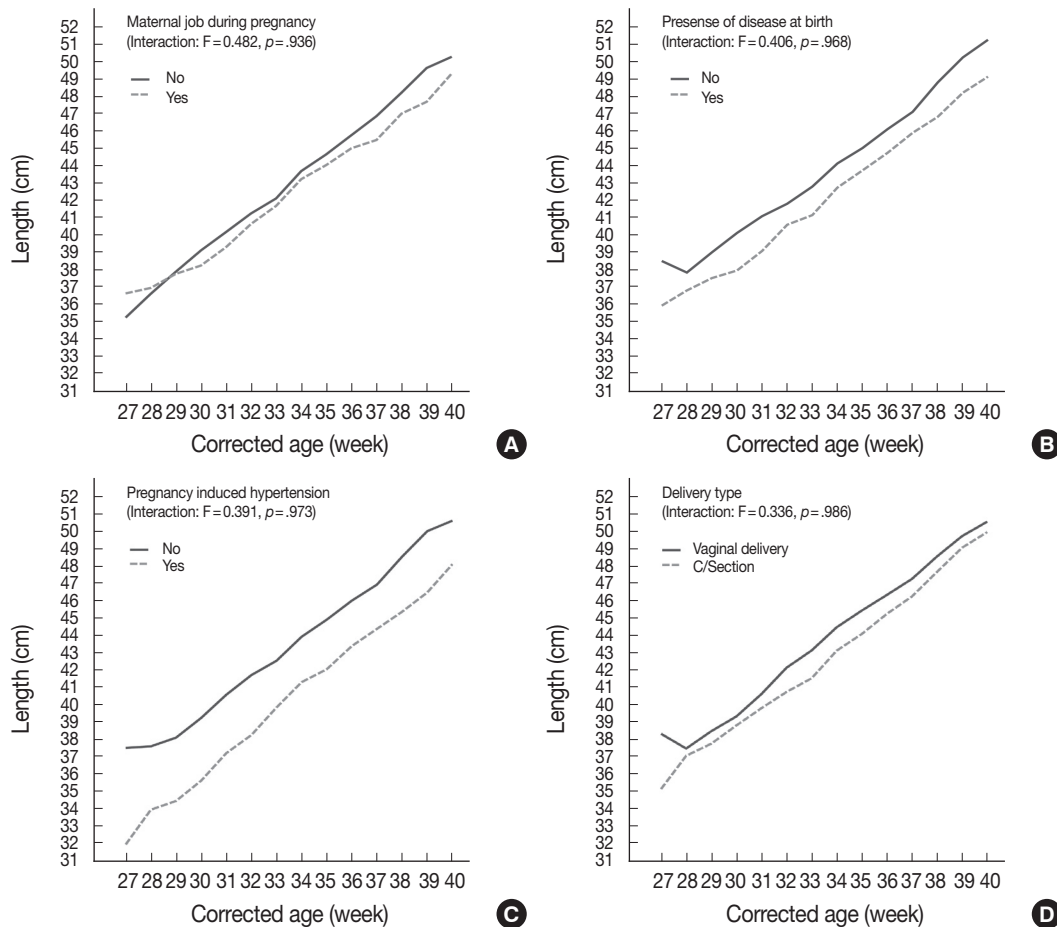 Maternal job during pregnancy
(Interaction: F=0.482, p=.936)
No
Yes
52
51
50
49
48
47
46
45
44
43
42
41
40
39
38
37
36
35
34
33
32
31
Length (cm)
27 28 29 30 31 32 33 34 35 36 37 38 39 40
Corrected age (week)
A
Presense of disease at birth
(Interaction: F=0.406, p=.968)
No
Yes
52
51
50
49
48
47
46
45
44
43
42
41
40
39
38
37
36
35
34
33
32
31
Length (cm)
27 28 29 30 31 32 33 34 35 36 37 38 39 40
Corrected age (week)
B
Pregnancy induced hypertension
(Interaction: F=0.391, p=.973)
No
Yes
52
51
50
49
48
47
46
45
44
43
42
41
40
39
38
37
36
35
34
33
32
31
Length (cm)
27 28 29 30 31 32 33 34 35 36 37 38 39 40
Corrected age (week)
C
Delivery type
(Interaction: F=0.336, p=.986)
Vaginal delivery
C/Section
52
51
50
49
48
47
46
45
44
43
42
41
40
39
38
37
36
35
34
33
32
31
Length (cm)
27 28 29 30 31 32 33 34 35 36 37 38 39 40
Corrected age (week)
D